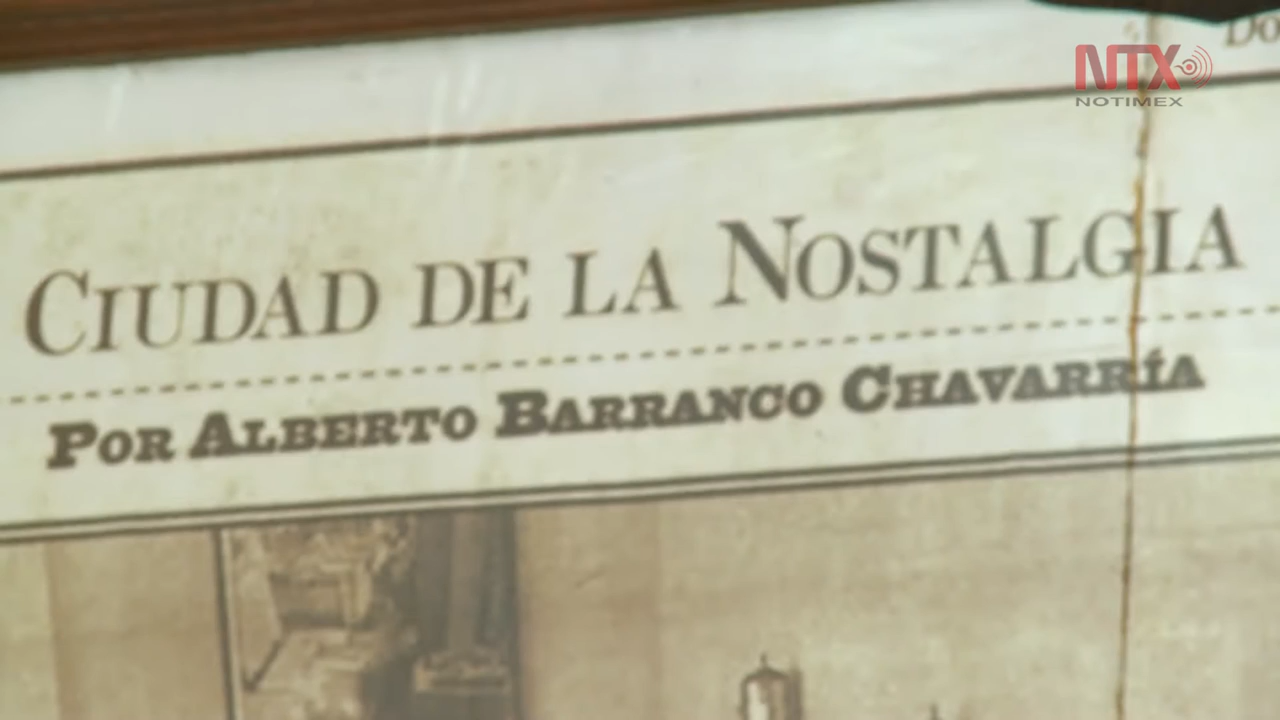 NTX
NOTIMEX
CIUDAD DE LA NOSTALGIA
POR ALBERTO BARRANCO CHAVARRÍA